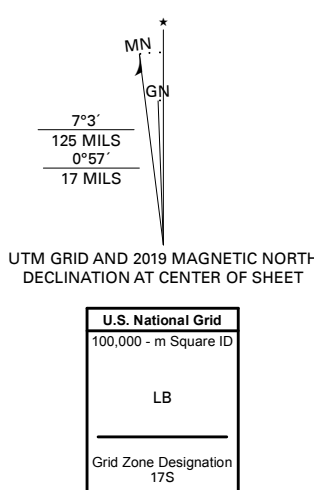 ★
MN
GN
7°3´
125 MILS
0°57´
17 MILS
UTM GRID AND 2019 MAGNETIC NORTH
DECLINATION AT CENTER OF SHEET
U.S. National Grid
100,000 - m Square ID
LB
Grid Zone Designation
17S